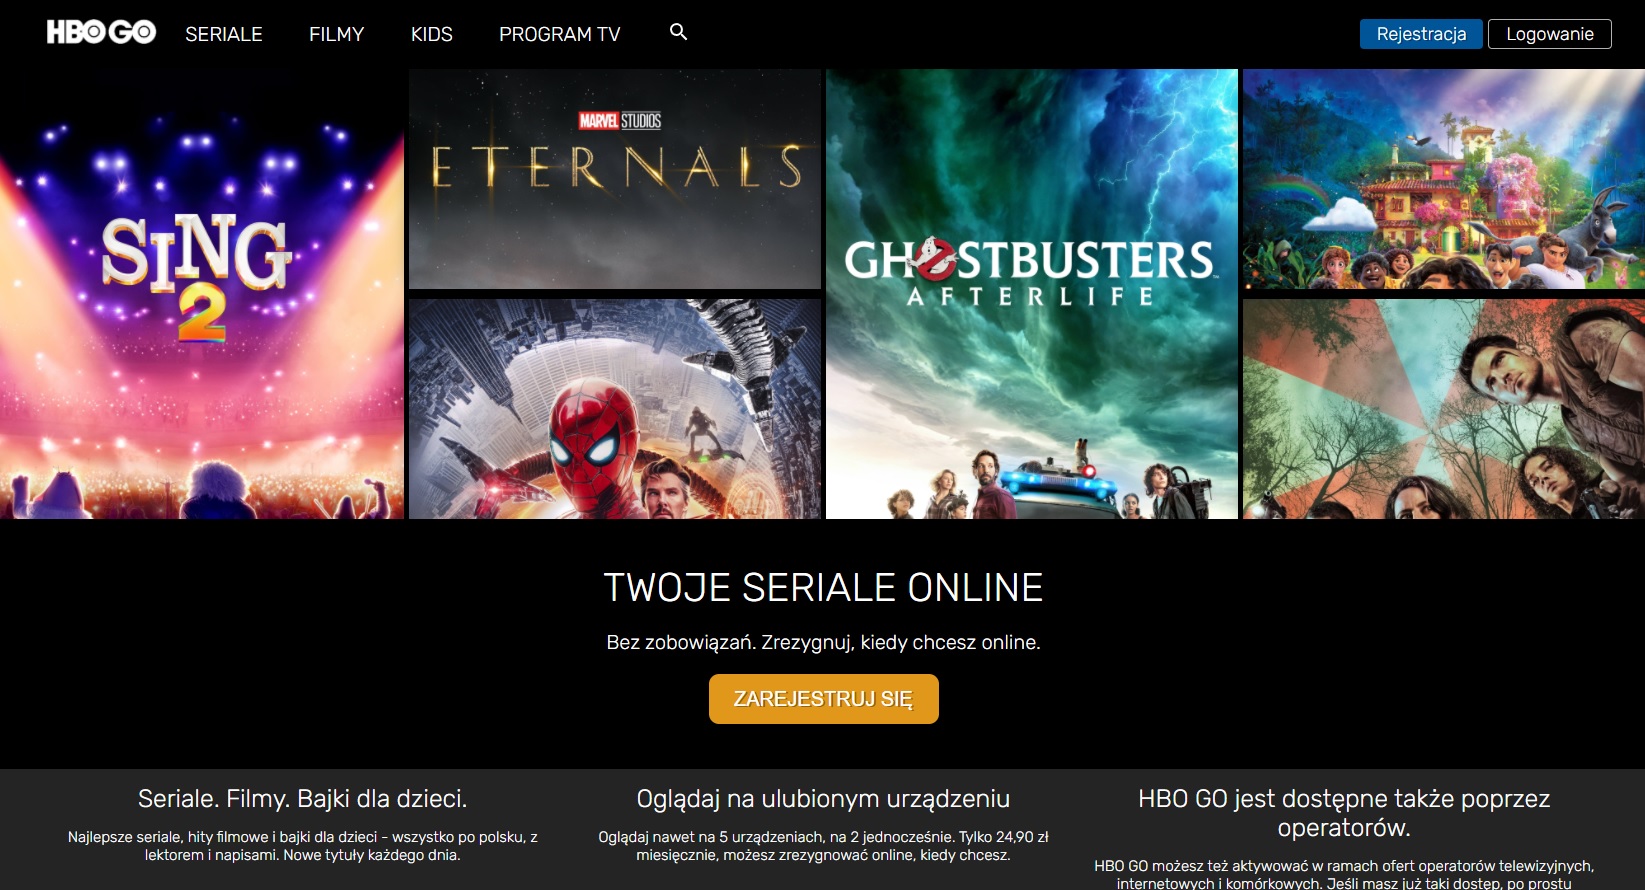 HBO GO
SERIALE
FILMY
KIDS
PROGRAM TV
Rejestracja
Logowanie
SING
2
MARVEL STUDIOS
ETERNALS
GHOSTBUSTERS
AFTERLIFE
TWOJE SERIALE ONLINE
Bez zobowiązań. Zrezygnuj, kiedy chcesz online.
ZAREJESTRUJ SIĘ
Seriale. Filmy. Bajki dla dzieci.
Najlepsze seriale, hity filmowe i bajki dla dzieci - wszystko po polsku, z
lektorem i napisami. Nowe tytuły każdego dnia.
Oglądaj na ulubionym urządzeniu
Oglądaj nawet na 5 urządzeniach, na 2 jednocześnie. Tylko 24,90 zł
miesięcznie, możesz zrezygnować online, kiedy chcesz.
HBO GO jest dostępne także poprzez
operatorów.
HBO GO możesz też aktywować w ramach ofert operatorów telewizyjnych,
internetowych i komórkowych. Jeśli masz już taki dostęp, po prostu